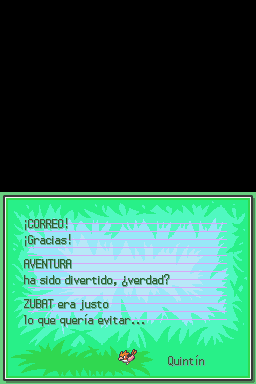 ¡CORREO!
¡Gracias!
AVENTURA
ha sido divertido, ¿verdad?
ZUBAT era justo
lo que quería evitar...
Quintín